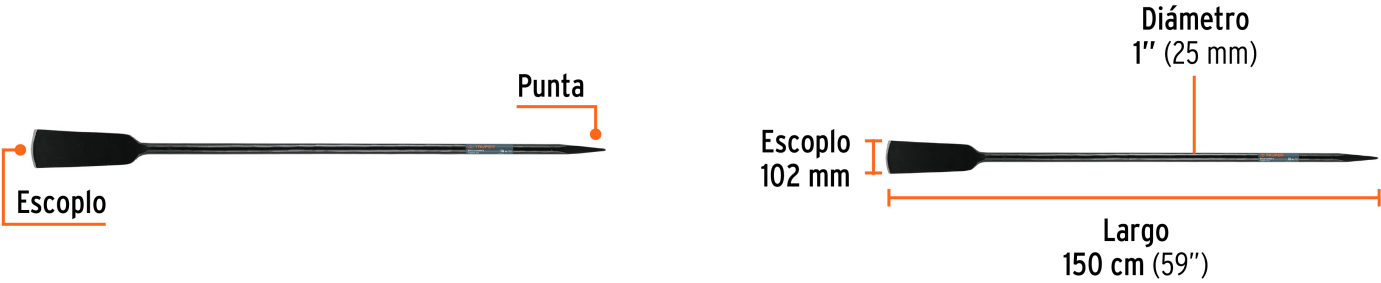 Punta
Escoplo
Diámetro
1” (25 mm)
Escoplo
102 mm
Largo
150 cm (59”)